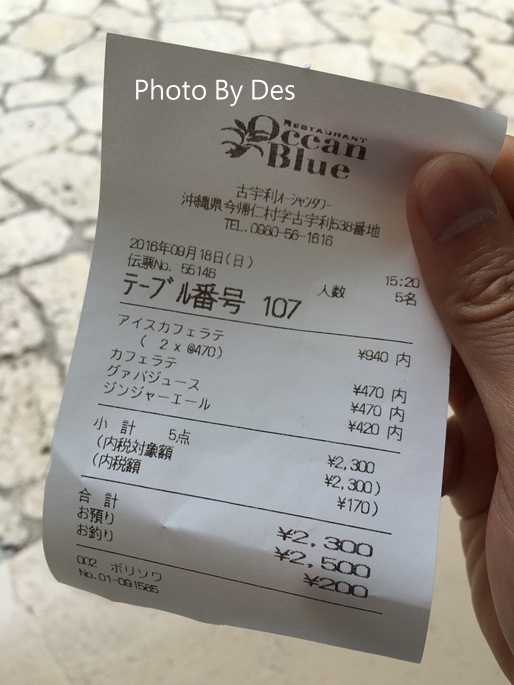 Photo By Des
RESTAURANT
Ocean
Blue
古宇利オーシャンタワー
沖縄県今帰仁村字古宇利538番地
TEL.0980-56-1616
2016年09月18日(日) 15:20
伝票No. 55146 人数 5名
テーブル番号 107
アイスカフェラテ
( 2 x @470) ¥940 内
カフェラテ ¥470 内
グァバジュース ¥470 内
ジンジャーエール ¥420 内
小 計 5点 ¥2,300
(内税対象額 ¥2,300)
(内税額 ¥170)
合 計 ¥2,300
お預り ¥2,500
お釣り ¥200
002 ボリソワ
No.01-091585